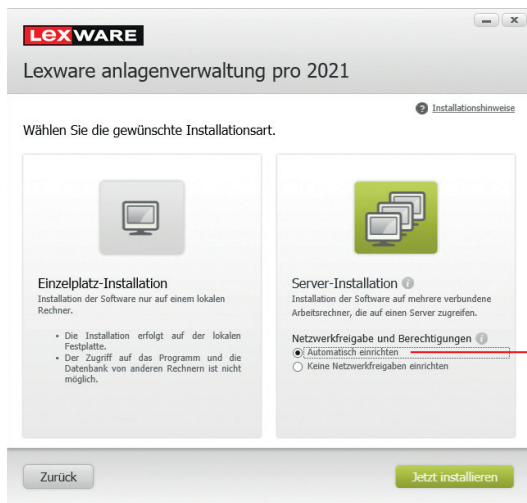 LEXWARE
Lexware anlagenverwaltung pro 2021
Installationshinweise
Wählen Sie die gewünschte Installationsart.
Einzelplatz-Installation
Installation der Software nur auf einem lokalen
Rechner.
• Die Installation erfolgt auf der lokalen
Festplatte.
• Der Zugriff auf das Programm und die
Datenbank von anderen Rechnern ist nicht
möglich.
Server-Installation
Installation der Software auf mehrere verbundene
Arbeitsrechner, die auf einen Server zugreifen.
Netzwerkfreigabe und Berechtigungen
Automatisch einrichten
Keine Netzwerkfreigaben einrichten
Zurück
Jetzt installieren